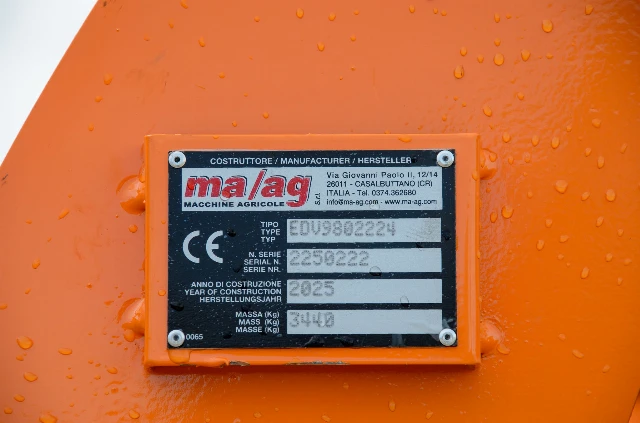 COSTRUTTORE / MANUFACTURER / HERSTELLER
ma/ag
MACCHINE AGRICOLE
S.r.l.
Via Giovanni Paolo II, 12/14
26011 - CASALBUTTANO (CR)
ITALIA - Tel. 0374.362680
info@ma-ag.com - www.ma-ag.com
CE
TIPO
TYPE
TYP
EDV9802224
N. SERIE
SERIAL N.
SERIE NR.
2250222
ANNO DI COSTRUZIONE
YEAR OF CONSTRUCTION
HERSTELLUNGSJAHR
2025
MASSA (Kg)
MASS (Kg)
MASSE (Kg)
3440
0065